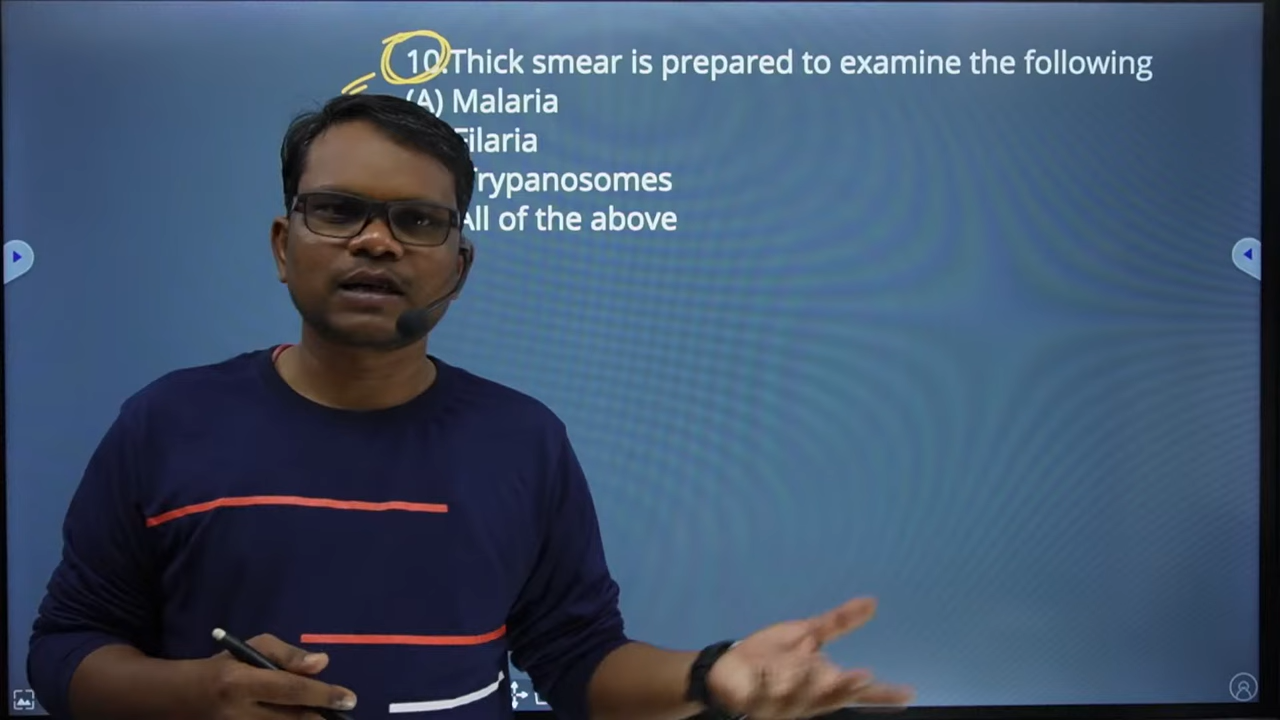 10.Thick smear is prepared to examine the following
(A) Malaria
Filaria
Trypanosomes
All of the above